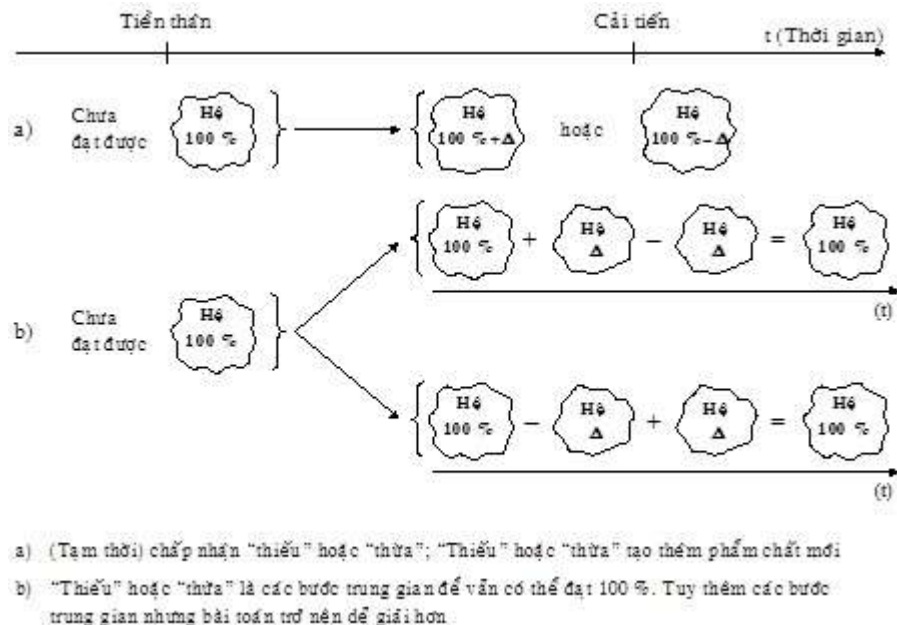 Tiền thân Cải tiến
t (Thời gian)
a) Chưa đạt được Hệ 100 % Hệ 100 %+Δ hoặc Hệ 100 %−Δ
Hệ 100 % + Hệ Δ − Hệ Δ = Hệ 100 %
(t)
b) Chưa đạt được Hệ 100 %
Hệ 100 % − Hệ Δ + Hệ Δ = Hệ 100 %
(t)
a) (Tạm thời) chấp nhận “thiếu” hoặc “thừa”; “Thiếu” hoặc “thừa” tạo thêm phẩm chất mới
b) “Thiếu” hoặc “thừa” là các bước trung gian để vẫn có thể đạt 100 %. Tuy thêm các bước
trung gian nhưng bài toán trở nên dể giải hơn